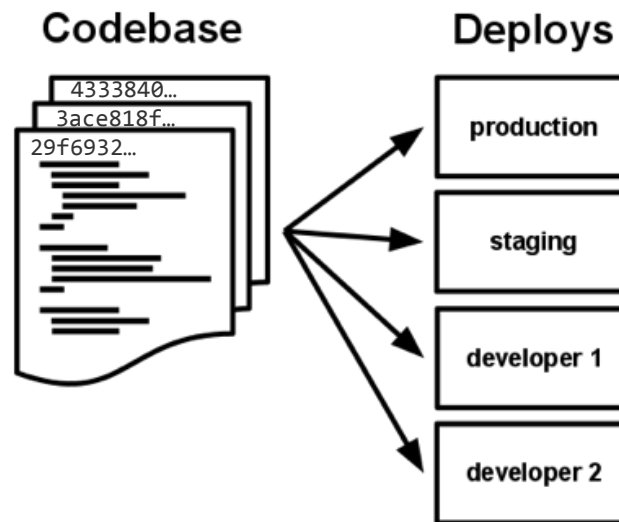 Codebase
Deploys
4333840…
3ace818f…
29f6932…
production
staging
developer 1
developer 2